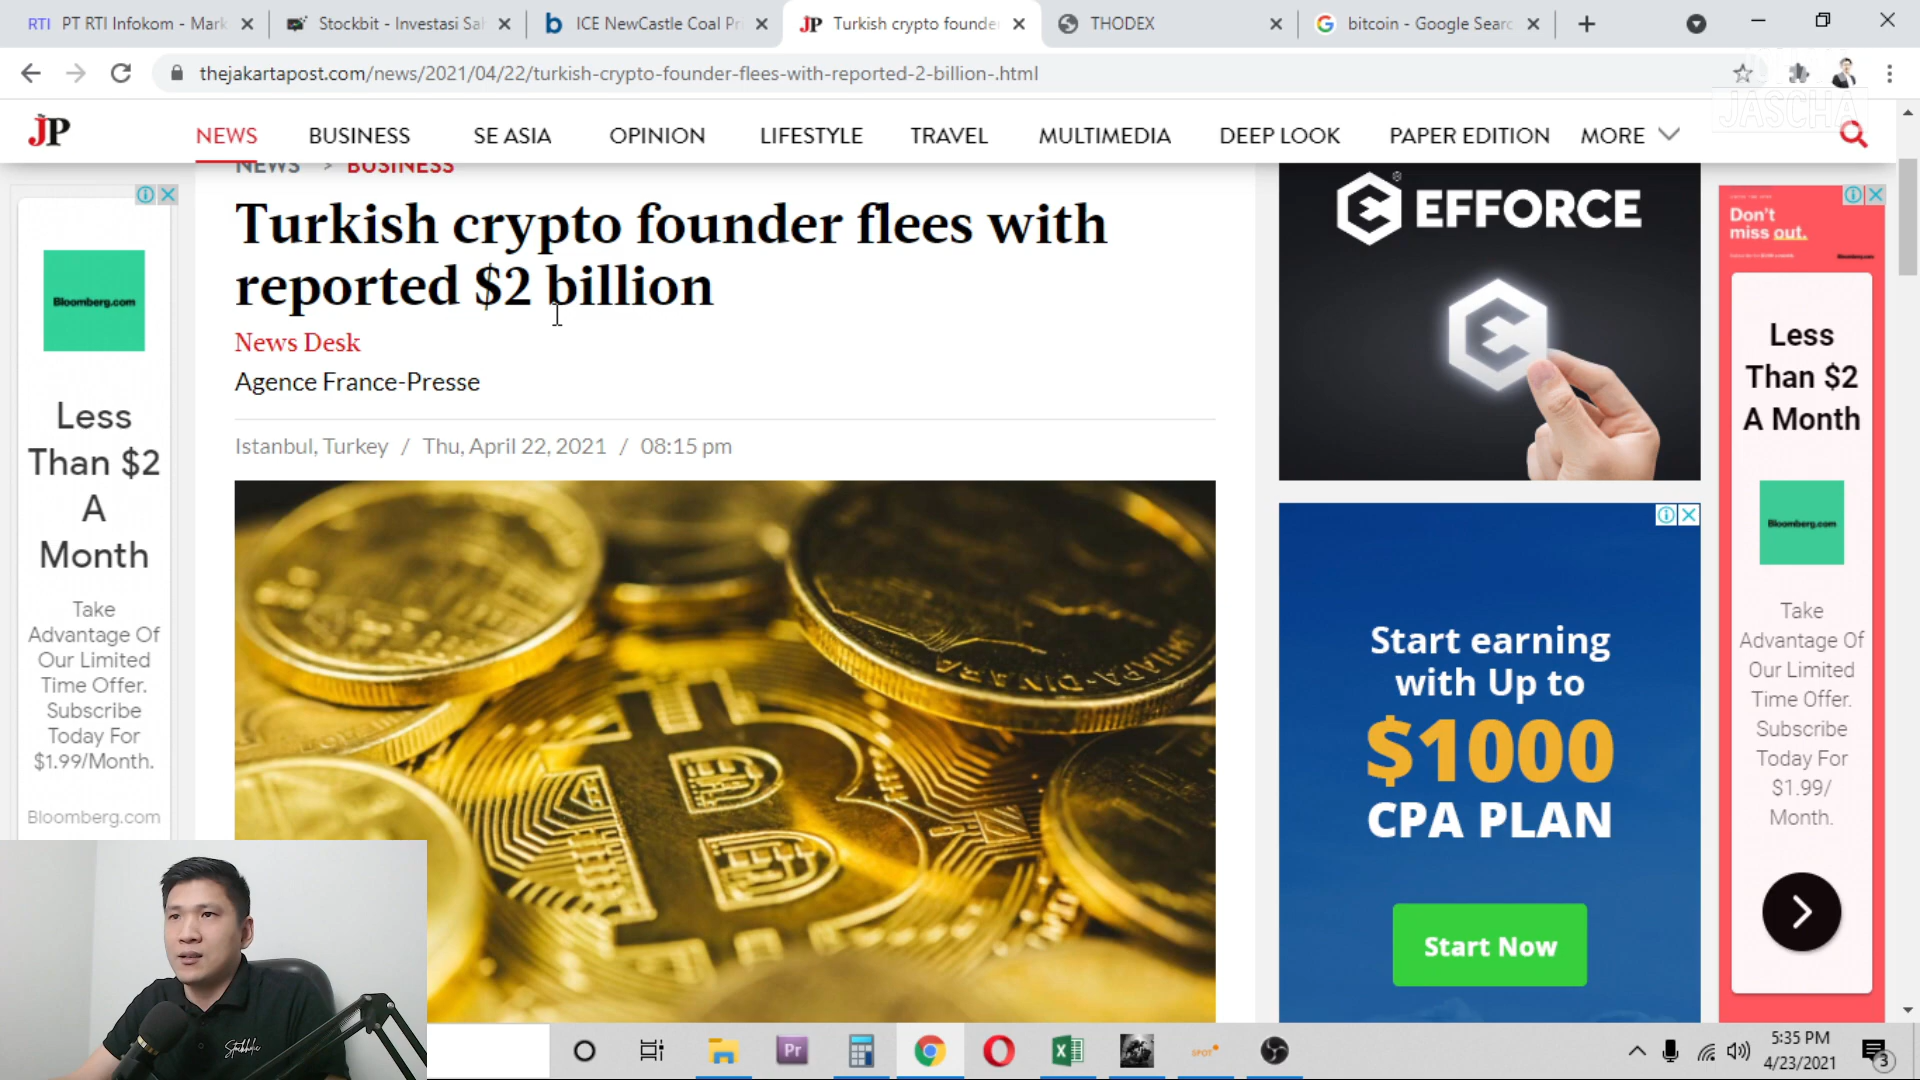 RTI PT RTI Infokom - Mark
Stockbit - Investasi Sal
b ICE NewCastle Coal Pri
JP Turkish crypto founde
THODEX
G bitcoin - Google Searc
thejakartapost.com/news/2021/04/22/turkish-crypto-founder-flees-with-reported-2-billion-.html
JASCHA
JP
NEWS
BUSINESS
SE ASIA
OPINION
LIFESTYLE
TRAVEL
MULTIMEDIA
DEEP LOOK
PAPER EDITION
MORE
NEWS > BUSINESS
Turkish crypto founder flees with
reported $2 billion
News Desk
Agence France-Presse
Istanbul, Turkey / Thu, April 22, 2021 / 08:15 pm
Bloomberg.com
Less
Than $2
A
Month
Take
Advantage Of
Our Limited
Time Offer.
Subscribe
Today For
$1.99/Month.
Bloomberg.com
EFFORCE
Start earning
with Up to
$1000
CPA PLAN
Start Now
Don't
miss out.
Less
Than $2
A Month
Bloomberg.com
Take
Advantage Of
Our Limited
Time Offer.
Subscribe
Today For
$1.99/
Month.
Stockholic
Pr
SPOT
5:35 PM
4/23/2021
3